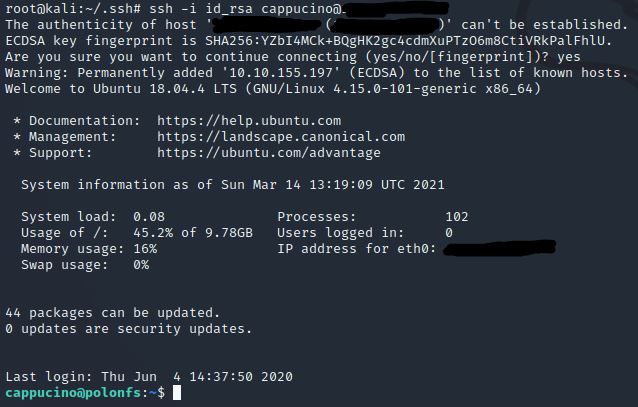 root@kali:~/.ssh# ssh -i id_rsa cappucino@
The authenticity of host '                (                )' can't be established.
ECDSA key fingerprint is SHA256:YZbI4MCk+BQgHK2gc4cdmXuPTzO6m8CtiVRkPalFhlU.
Are you sure you want to continue connecting (yes/no/[fingerprint])? yes
Warning: Permanently added '10.10.155.197' (ECDSA) to the list of known hosts.
Welcome to Ubuntu 18.04.4 LTS (GNU/Linux 4.15.0-101-generic x86_64)
* Documentation:  https://help.ubuntu.com
* Management:     https://landscape.canonical.com
* Support:        https://ubuntu.com/advantage
System information as of Sun Mar 14 13:19:09 UTC 2021
System load:  0.08              Processes:           102
Usage of /:   45.2% of 9.78GB   Users logged in:     0
Memory usage: 16%               IP address for eth0:
Swap usage:   0%
44 packages can be updated.
0 updates are security updates.
Last login: Thu Jun  4 14:37:50 2020
cappucino@polonfs:~$